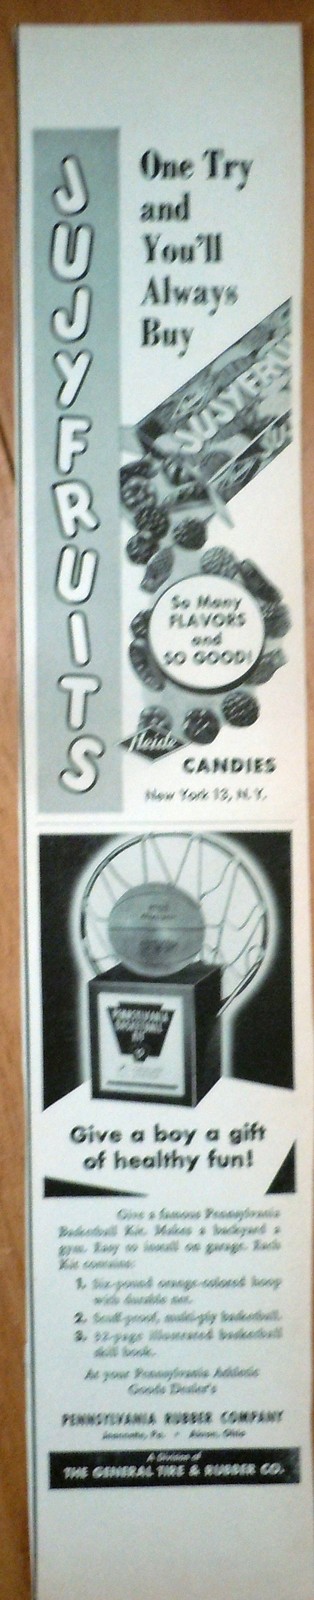 JUJYFRUITS
One Try
and
You'll
Always
Buy
JUJYFRUI
So Many
FLAVORS
and
SO GOOD!
Heide
CANDIES
New York 13, N. Y.
PENNSYLVANIA
BASKETBALL
KIT
Give a boy a gift
of healthy fun!
Give a famous Pennsylvania
Basketball Kit. Makes a backyard a
gym. Easy to install on garage. Each
Kit contains:
1. Six-pound orange-colored hoop
with durable net.
2. Scuff-proof, multi-ply basketball.
3. 32-page illustrated basketball
skill book.
At your Pennsylvania Athletic
Goods Dealer's
PENNSYLVANIA RUBBER COMPANY
Jeannette, Pa. • Akron, Ohio
A Division of
THE GENERAL TIRE & RUBBER CO.